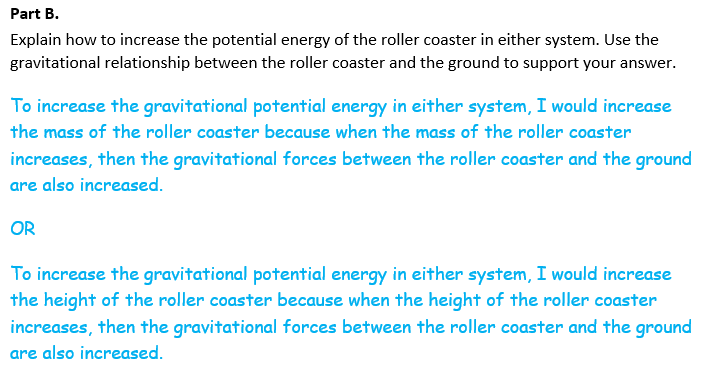 Part B.
Explain how to increase the potential energy of the roller coaster in either system. Use the
gravitational relationship between the roller coaster and the ground to support your answer.
To increase the gravitational potential energy in either system, I would increase
the mass of the roller coaster because when the mass of the roller coaster
increases, then the gravitational forces between the roller coaster and the ground
are also increased.
OR
To increase the gravitational potential energy in either system, I would increase
the height of the roller coaster because when the height of the roller coaster
increases, then the gravitational forces between the roller coaster and the ground
are also increased.